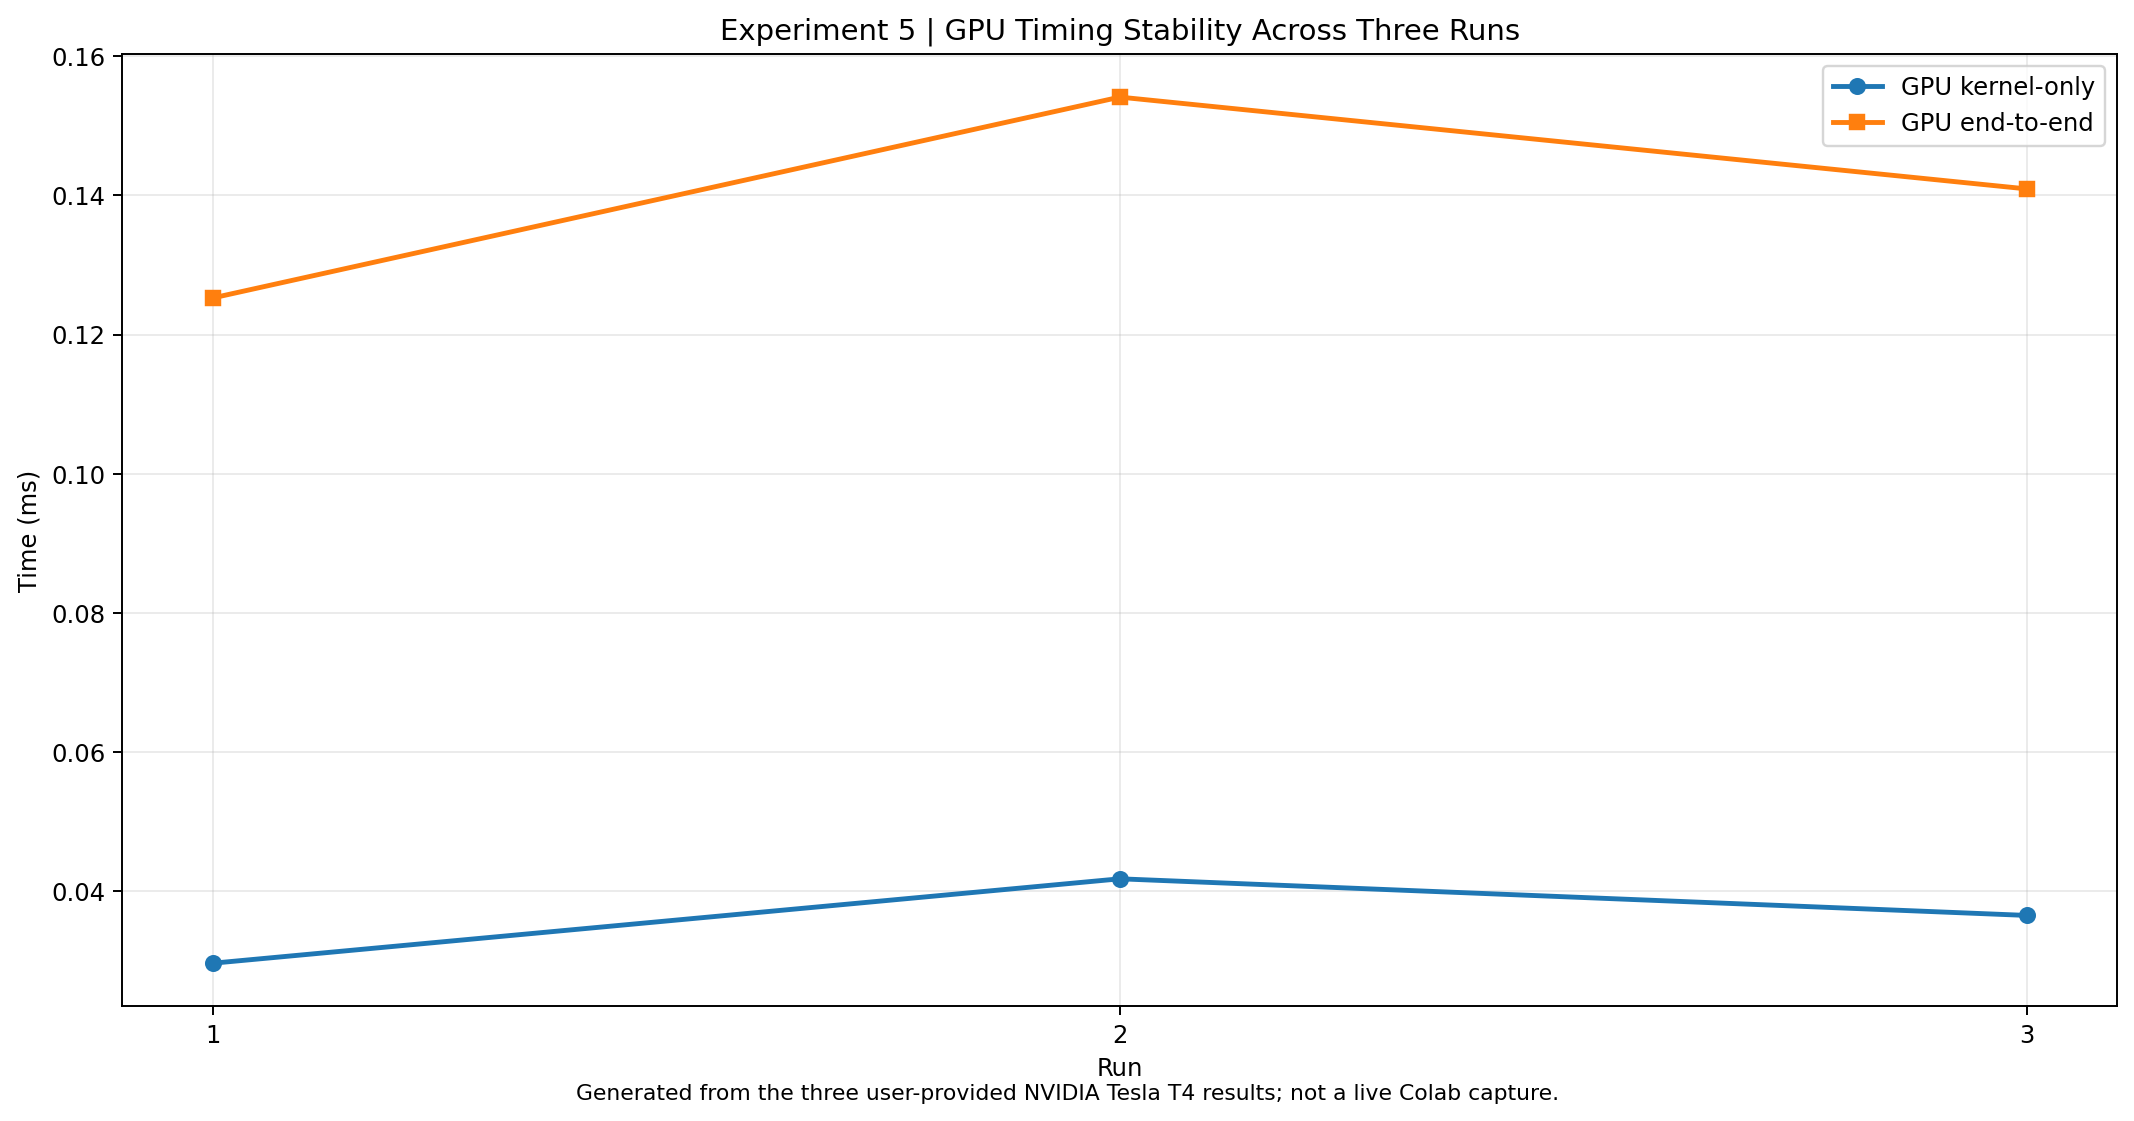 Experiment 5 | GPU Timing Stability Across Three Runs
GPU kernel-only
GPU end-to-end
Time (ms)
0.16
0.14
0.12
0.10
0.08
0.06
0.04
1 2 3
Run
Generated from the three user-provided NVIDIA Tesla T4 results; not a live Colab capture.